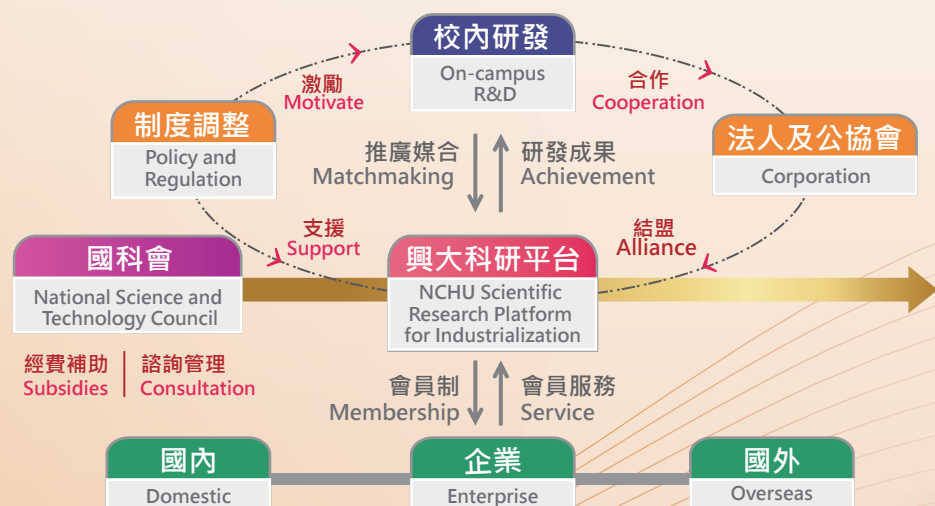 校內研發
On-campus
R&D
激勵
Motivate
合作
Cooperation
制度調整
Policy and
Regulation
法人及公協會
Corporation
推廣媒合
Matchmaking
研發成果
Achievement
支援
Support
結盟
Alliance
國科會
National Science and
Technology Council
興大科研平台
NCHU Scientific
Research Platform
for Industrialization
經費補助
Subsidies
諮詢管理
Consultation
會員制
Membership
會員服務
Service
國內
Domestic
企業
Enterprise
國外
Overseas